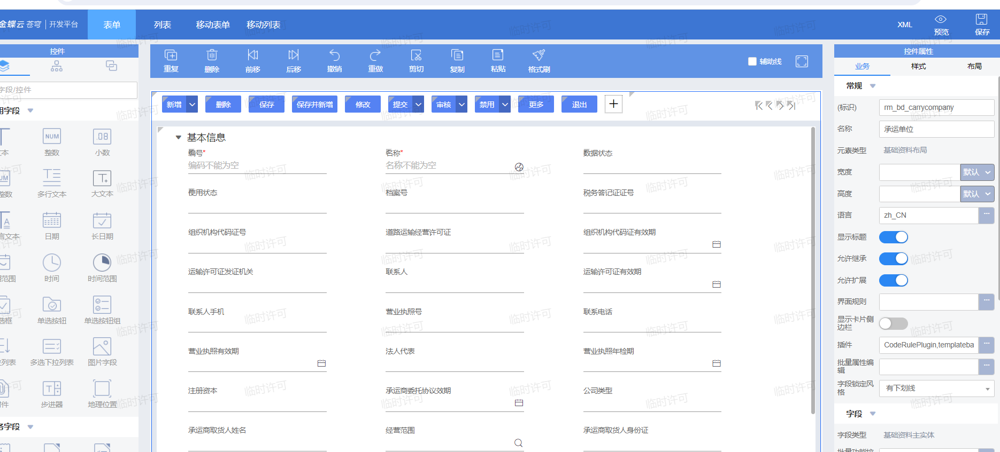 金蝶云 苍穹 | 开发平台
表单
列表
移动表单
移动列表
XML
预览
保存
控件
字段/控件
用字段
文本
整数
小数
整数
多行文本
大文本
言文本
日期
长日期
期范围
时间
时间范围
选框
单选按钮
单选按钮组
拉列表
多选下拉列表
图片字段
附件
步进器
地理位置
务字段
重复
删除
前移
后移
撤销
重做
剪切
复制
粘贴
格式刷
辅助线
新增
删除
保存
保存并新增
修改
提交
审核
禁用
更多
退出
基本信息
编号*
编码不能为空
名称*
名称不能为空
数据状态
使用状态
档案号
税务答记证证号
组织机构代码证号
道路运输经营许可证
组织机构代码证有效期
运输许可证发证机关
联系人
运输许可证有效期
联系人手机
营业执照号
联系电话
营业执照有效期
法人代表
营业执照年检期
注册资本
承运商委托协议效期
公司类型
承运商取货人姓名
经营范围
承运商取货人身份证
控件属性
业务
样式
布局
常规
(标识)
rm_bd_carrycompany
名称
承运单位
元素类型
基础资料布局
宽度
默认
高度
默认
语言
zh_CN
显示标题
允许继承
允许扩展
界面规则
显示卡片侧
边栏
插件
CodeRulePlugin,templateba
批量属性编
辑
字段锁定风
格
有下划线
字段
字段类型
基础资料主实体
临时许可